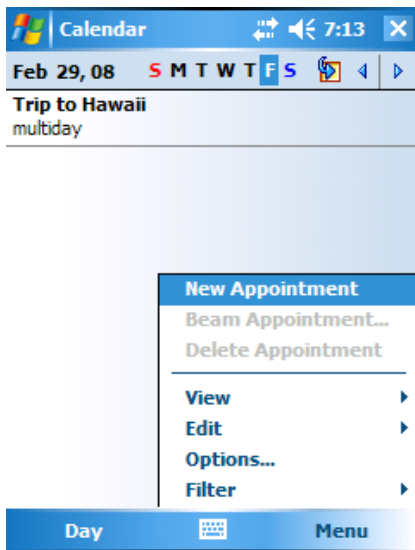 Calendar 7:13
Feb 29, 08 S M T W T F S
Trip to Hawaii
multiday
New Appointment
Beam Appointment...
Delete Appointment
View
Edit
Options...
Filter
Day Menu